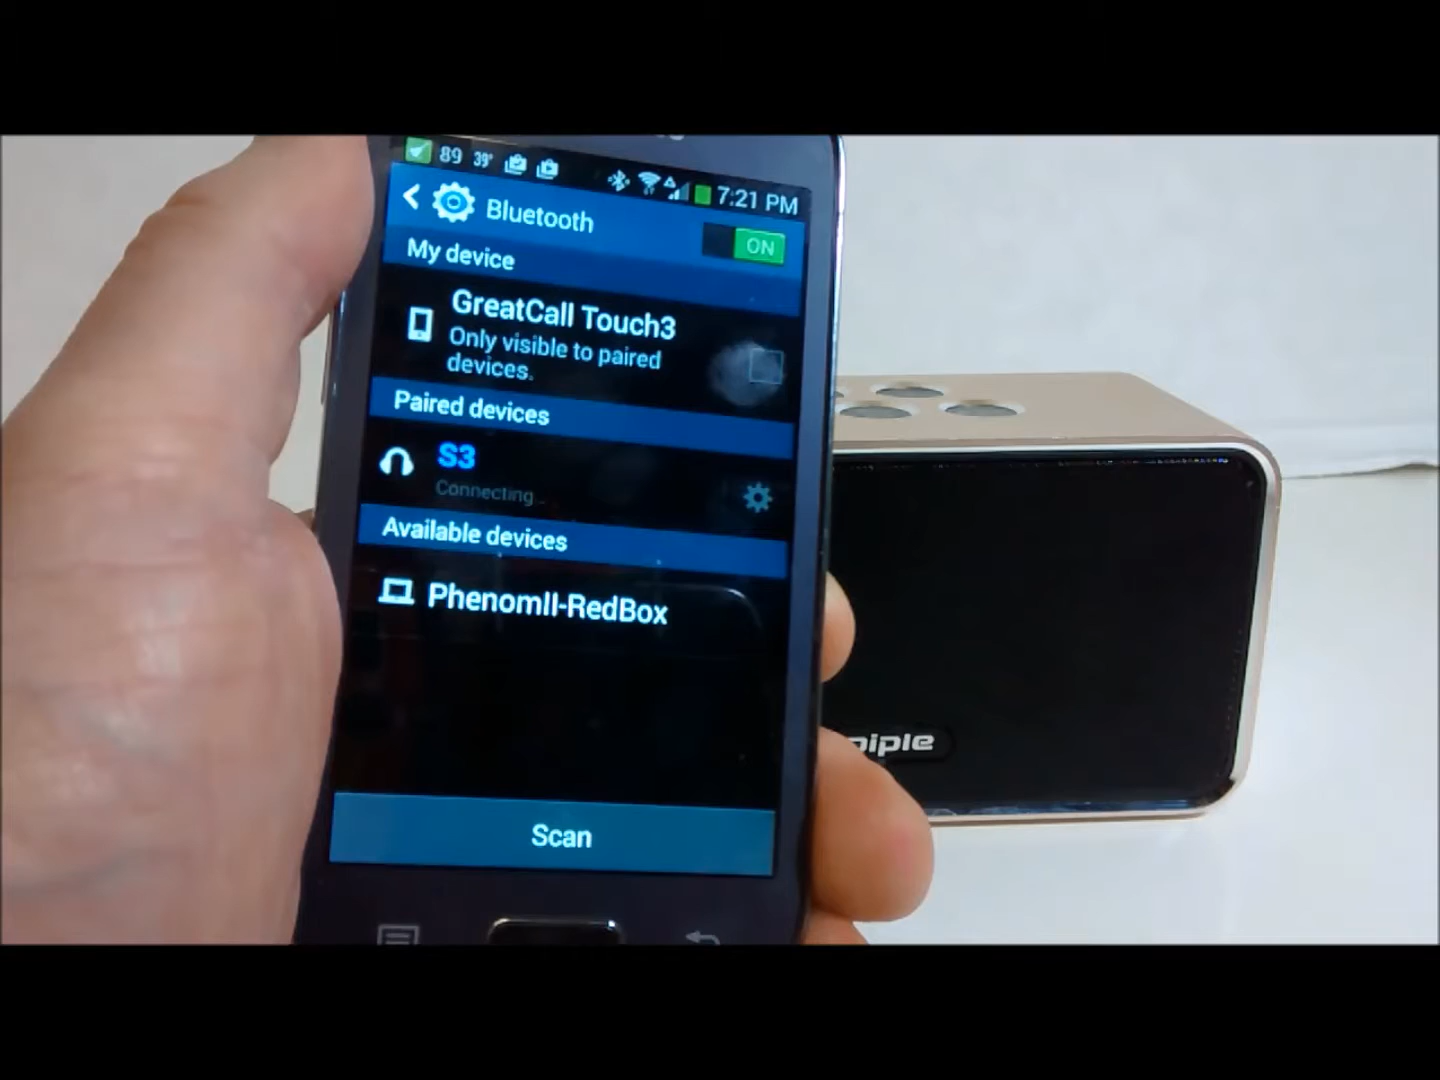 89 39° 7:21 PM
Bluetooth ON
My device
GreatCall Touch3
Only visible to paired
devices.
Paired devices
S3
Connecting...
Available devices
PhenomII-RedBox
Scan